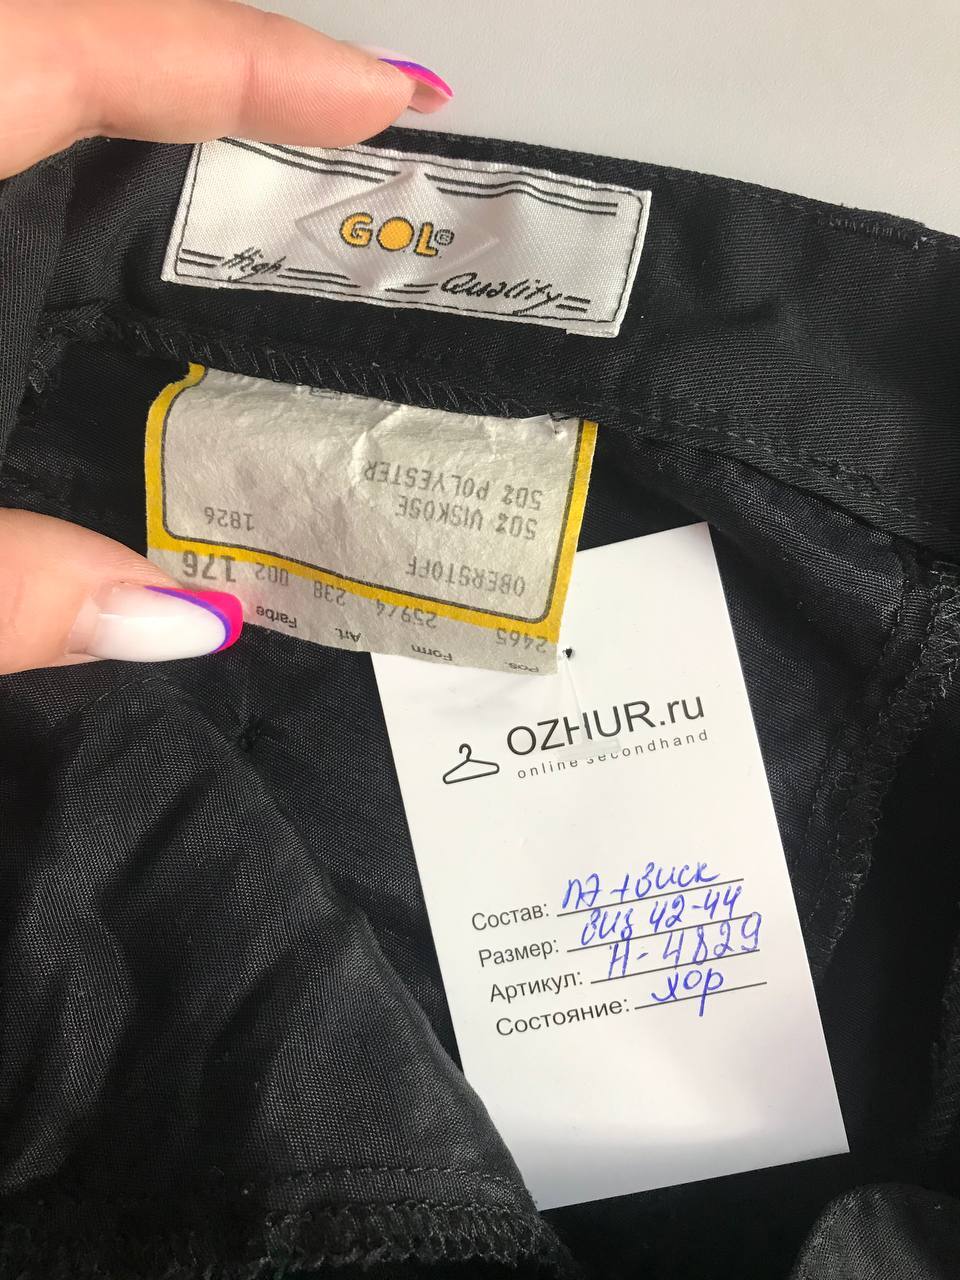 GOL®
High Quality
Pos. Form Art. Farbe
2465 259/4 238 002 176
OBERSTOFF
50% VISKOSE 1826
50% POLYESTER
OZHUR.ru
online secondhand
Состав: ПЭ + виск
Размер: виз 42-44
Артикул: Н-4829
Состояние: хор